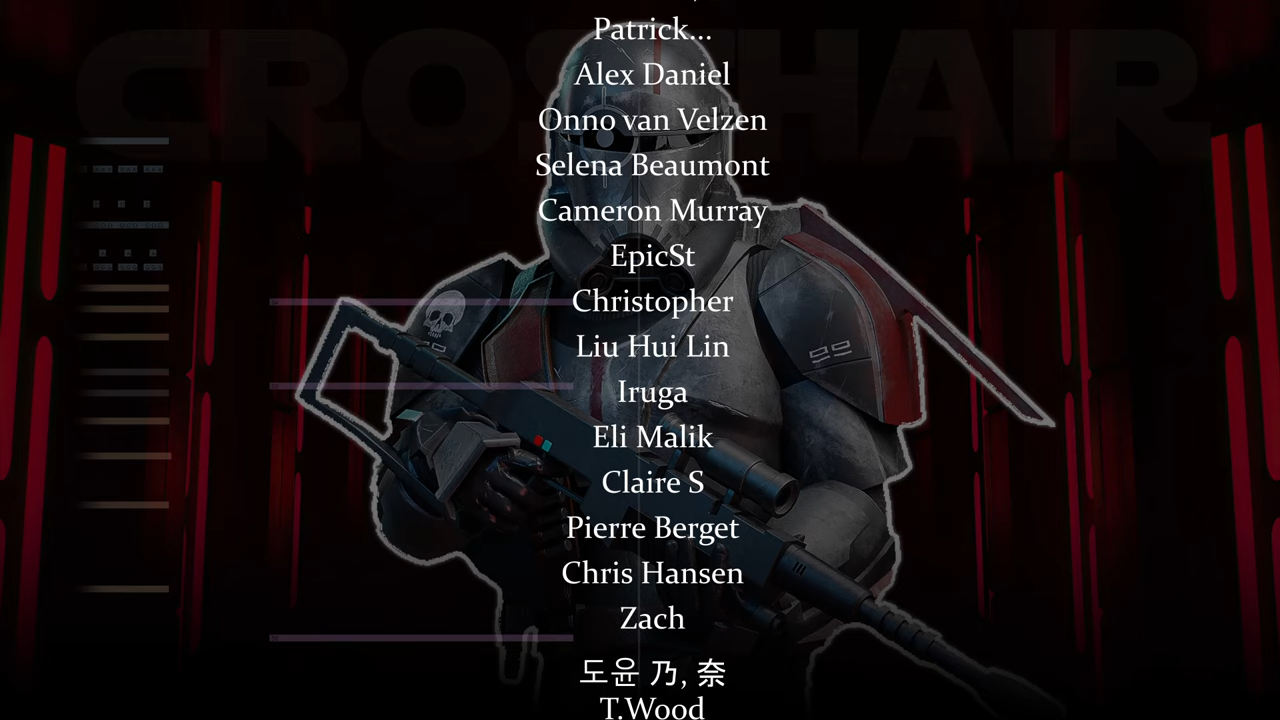 CROSSHAIR
Patrick...
Alex Daniel
Onno van Velzen
Selena Beaumont
Cameron Murray
EpicSt
Christopher
Liu Hui Lin
Iruga
Eli Malik
Claire S
Pierre Berget
Chris Hansen
Zach
도윤 乃, 奈
T.Wood